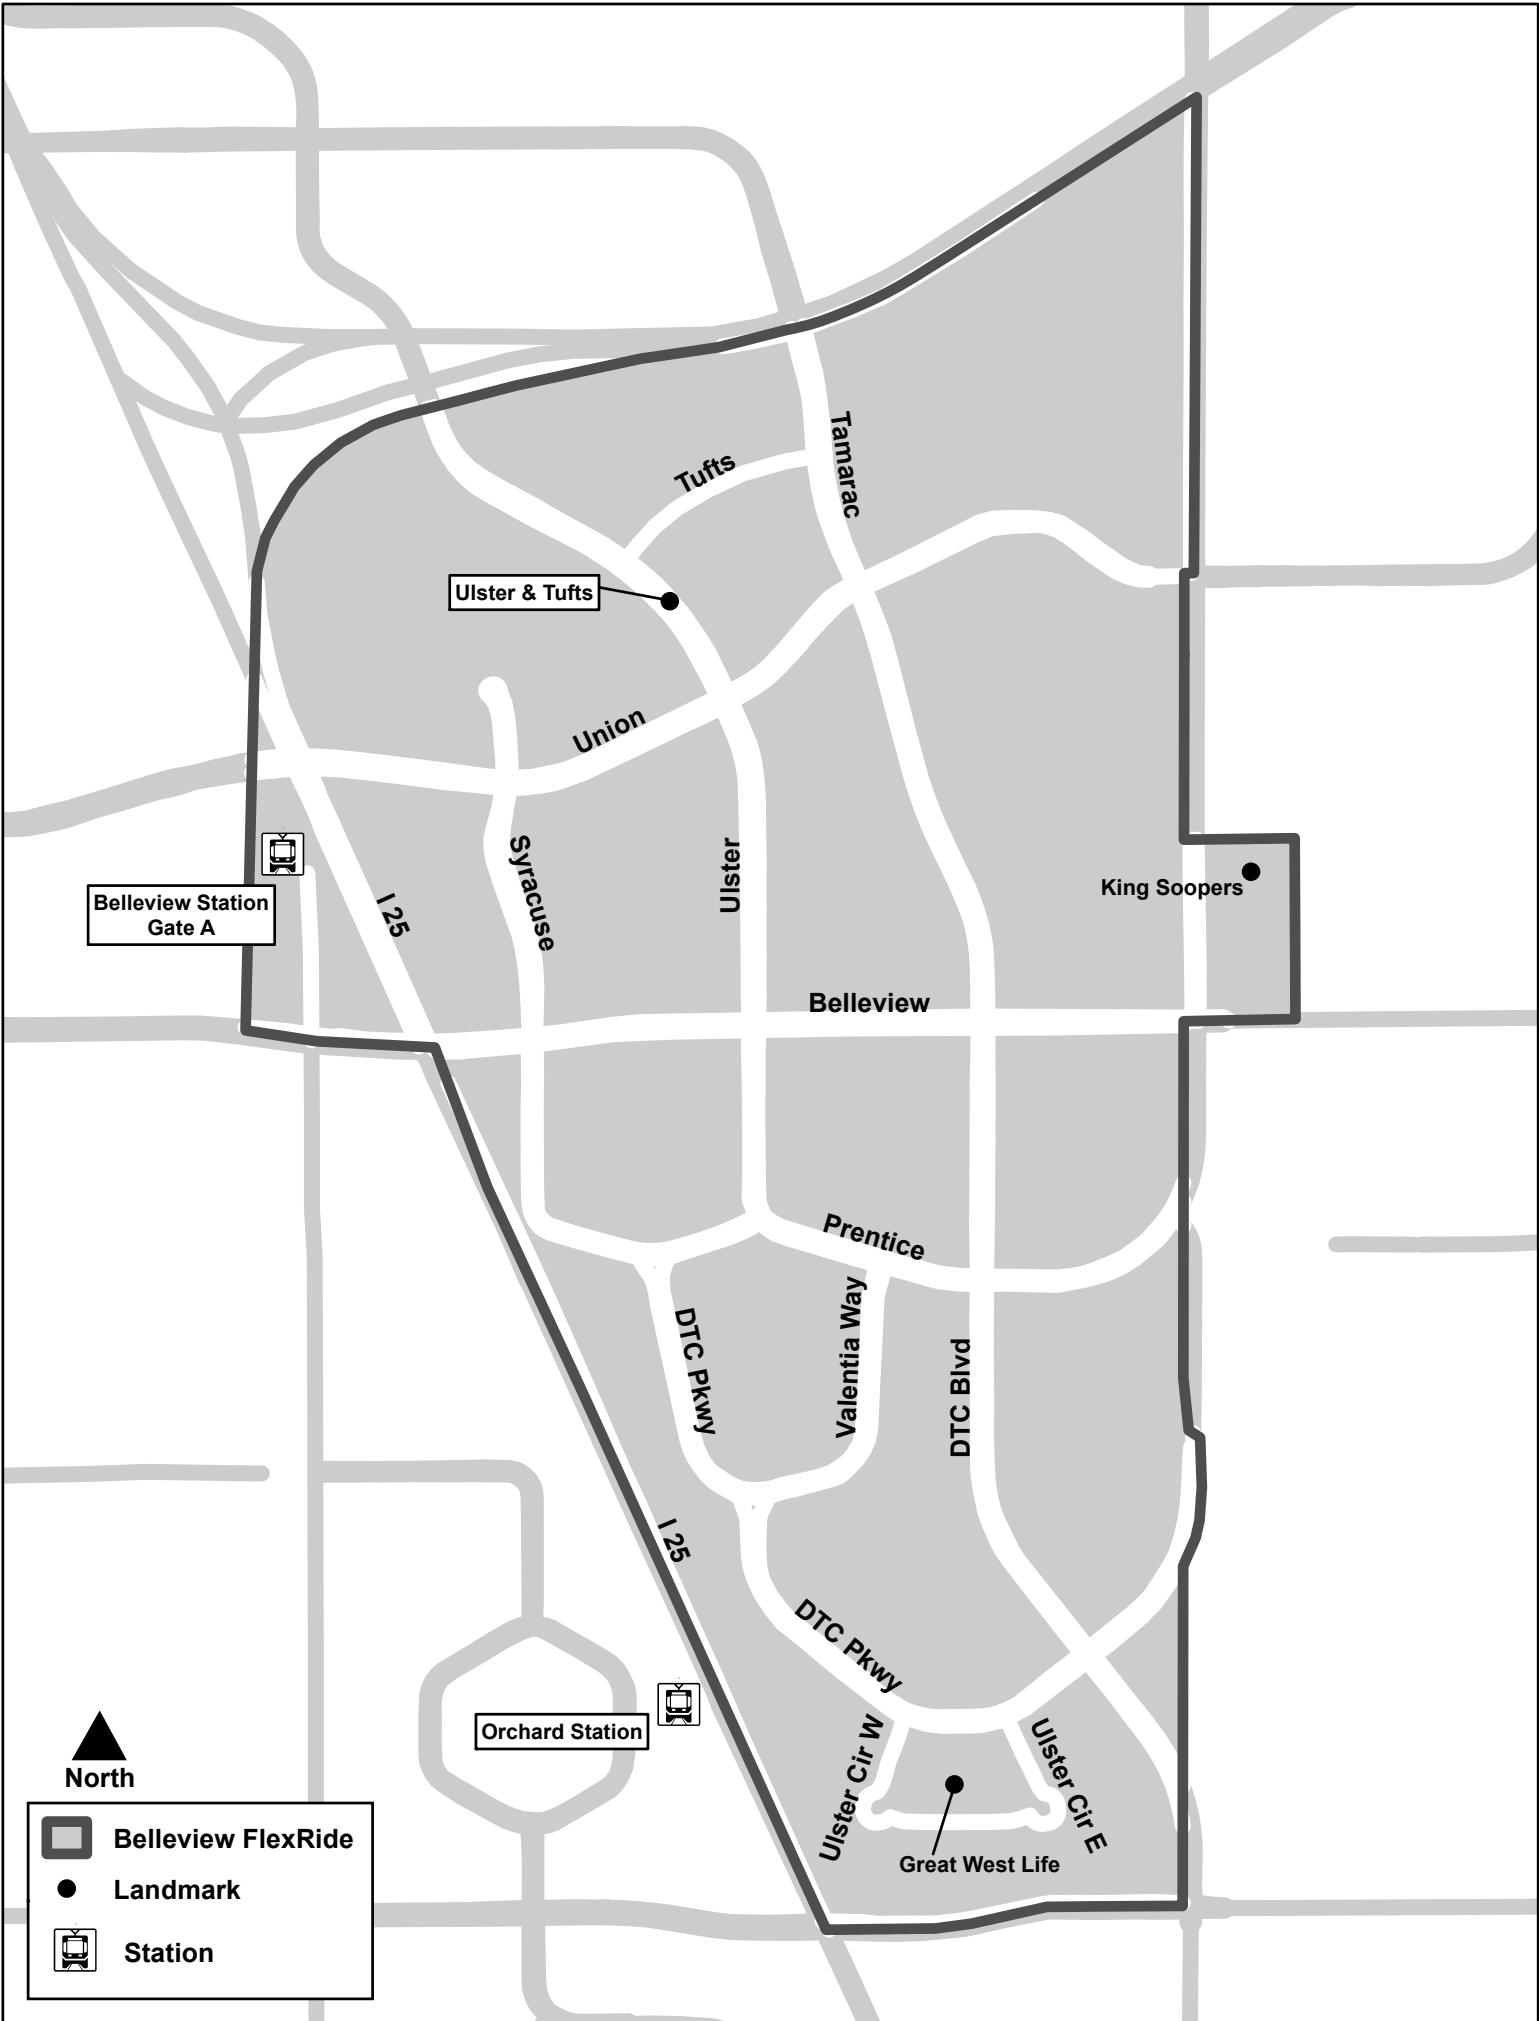 Tufts
Tamarac
Ulster & Tufts
Union
Syracuse
Ulster
King Soopers
Belleview Station
Gate A
I 25
Belleview
Prentice
DTC Pkwy
Valentia Way
DTC Blvd
I 25
DTC Pkwy
Orchard Station
Ulster Cir W
Ulster Cir E
Great West Life
North
Belleview FlexRide
Landmark
Station